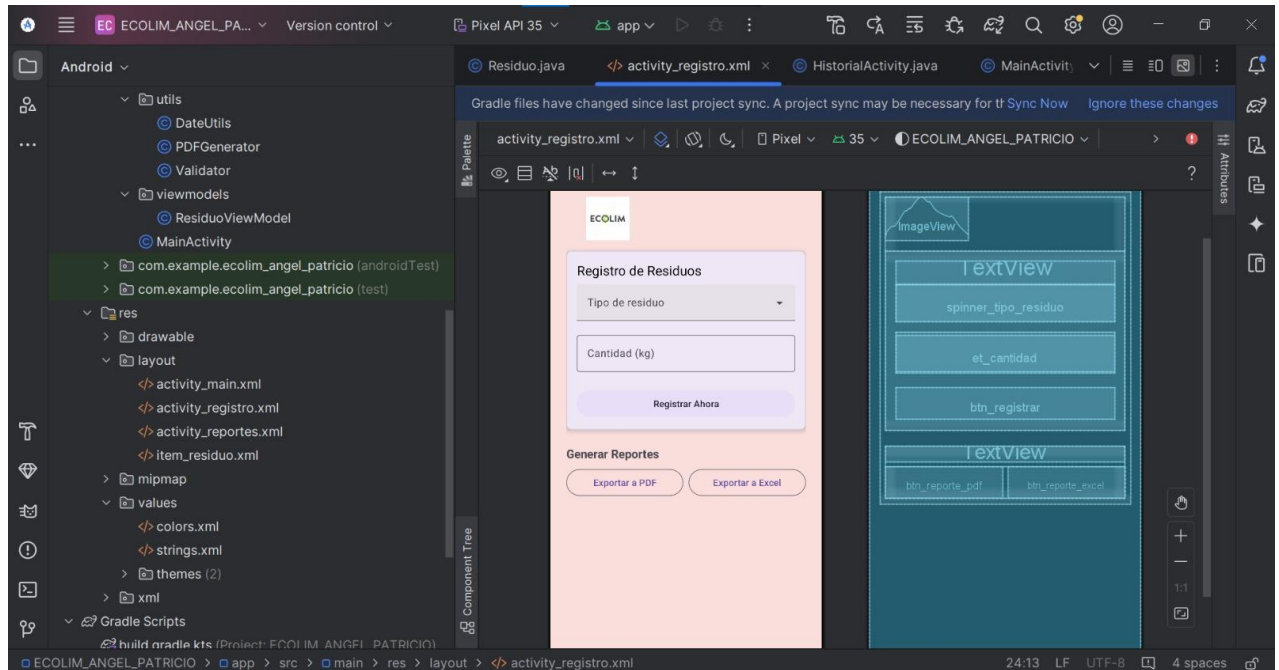 EC ECOLIM_ANGEL_PA... Version control Pixel API 35 app
Android
Residuo.java activity_registro.xml HistorialActivity.java MainActivity
Gradle files have changed since last project sync. A project sync may be necessary for th Sync Now Ignore these changes
utils
DateUtils
PDFGenerator
Validator
viewmodels
ResiduoViewModel
MainActivity
com.example.ecolim_angel_patricio (androidTest)
com.example.ecolim_angel_patricio (test)
res
drawable
layout
activity_main.xml
activity_registro.xml
activity_reportes.xml
item_residuo.xml
mipmap
values
colors.xml
strings.xml
themes (2)
xml
Gradle Scripts
build.gradle.kts (Project: ECOLIM_ANGEL_PATRICIO)
Palette
activity_registro.xml Pixel 35 ECOLIM_ANGEL_PATRICIO
?
Attributes
Component Tree
ECOLIM
Registro de Residuos
Tipo de residuo
Cantidad (kg)
Registrar Ahora
Generar Reportes
Exportar a PDF Exportar a Excel
ImageView
TextView
spinner_tipo_residuo
et_cantidad
btn_registrar
TextView
btn_reporte_pdf btn_reporte_excel
1:1
ECOLIM_ANGEL_PATRICIO > app > src > main > res > layout > activity_registro.xml 24:13 LF UTF-8 4 spaces